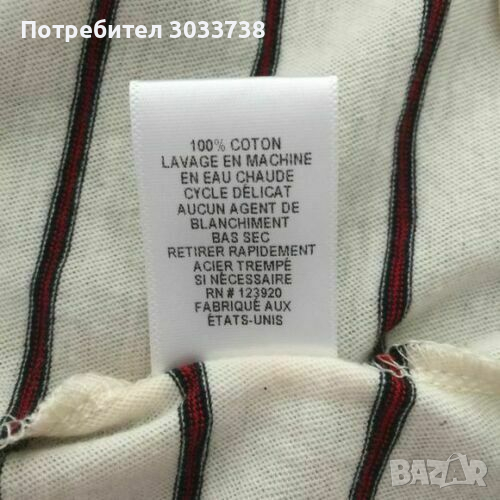 Потребител 3033738
100% COTON
LAVAGE EN MACHINE
EN EAU CHAUDE
CYCLE DÉLICAT
AUCUN AGENT DE
BLANCHIMENT
BAS SEC
RETIRER RAPIDEMENT
ACIER TREMPÉ
SI NÉCESSAIRE
RN # 123920
FABRIQUÉ AUX
ÉTATS-UNIS
BAZAR